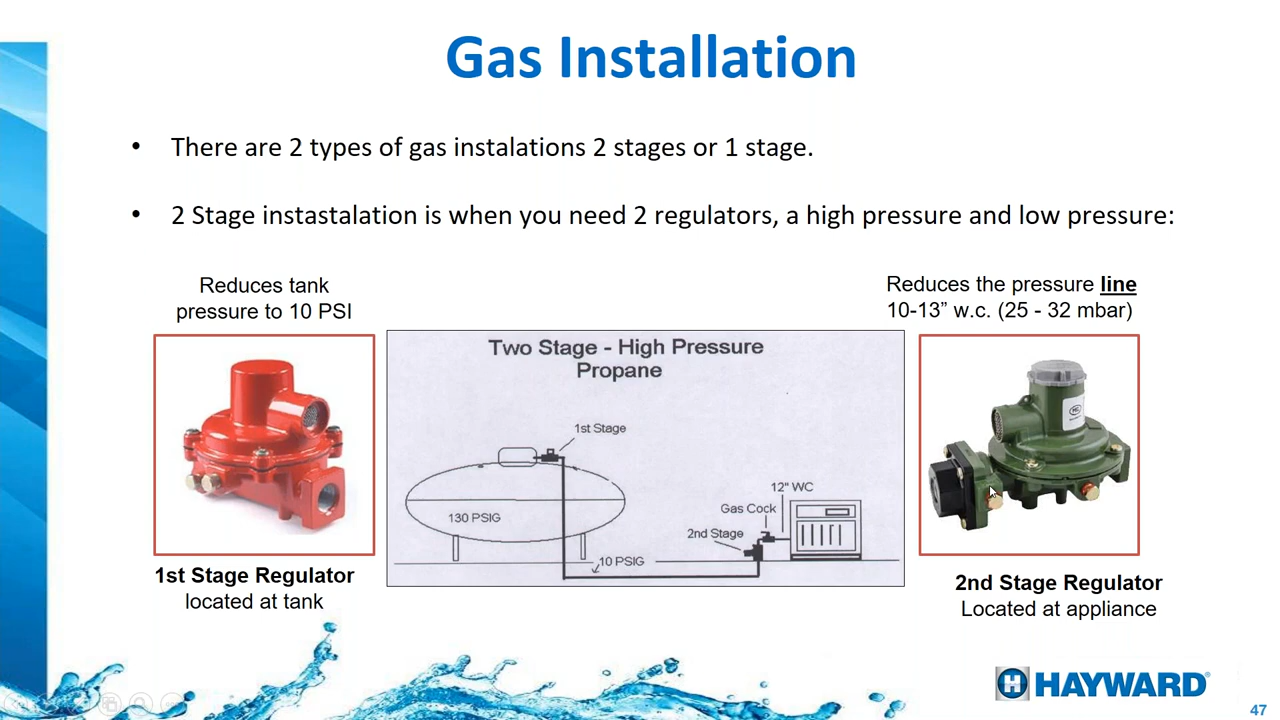 Gas Installation
• There are 2 types of gas instalations 2 stages or 1 stage.
• 2 Stage instastalation is when you need 2 regulators, a high pressure and low pressure:
Reduces tank
pressure to 10 PSI
Reduces the pressure line
10-13” w.c. (25 - 32 mbar)
Two Stage - High Pressure
Propane
1st Stage
130 PSIG
12" WC
Gas Cock
2nd Stage
10 PSIG
1st Stage Regulator
located at tank
2nd Stage Regulator
Located at appliance
H HAYWARD®
47